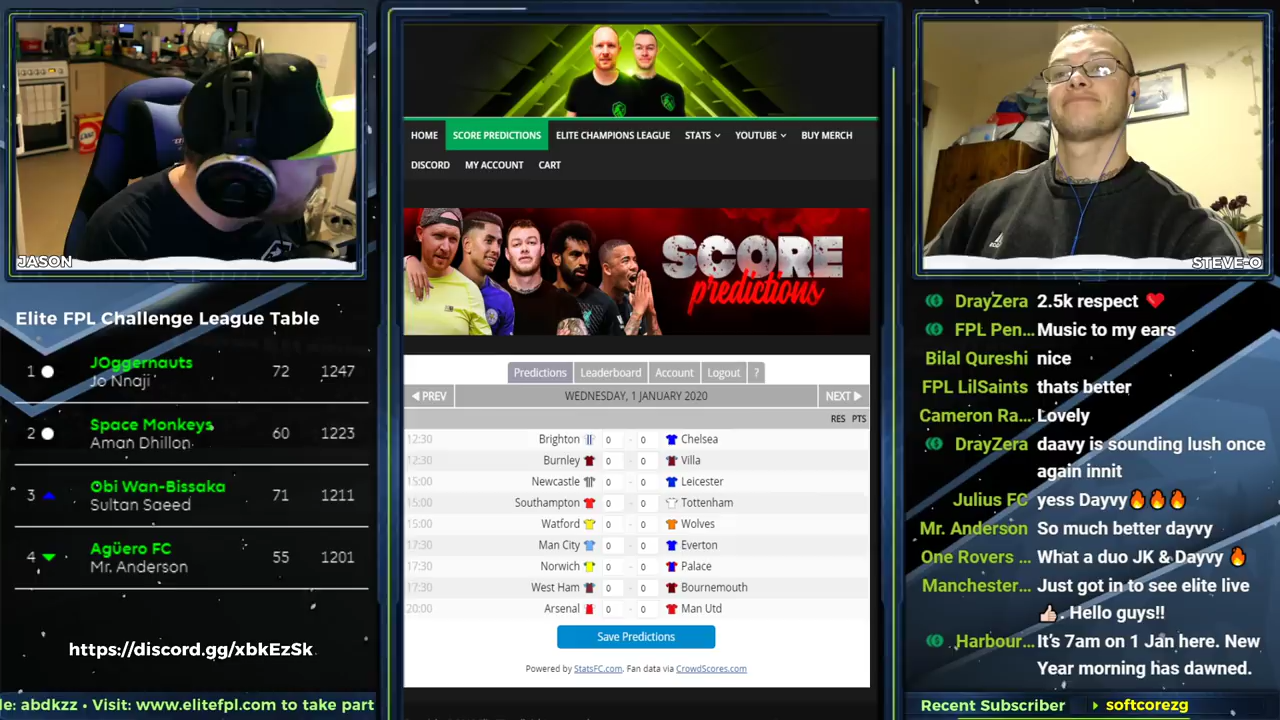 JASON
STEVE-O
HOME
SCORE PREDICTIONS
ELITE CHAMPIONS LEAGUE
STATS
YOUTUBE
BUY MERCH
DISCORD
MY ACCOUNT
CART
SCORE
predictions
Predictions
Leaderboard
Account
Logout
?
PREV
WEDNESDAY, 1 JANUARY 2020
NEXT
RES PTS
12:30 Brighton 0 - 0 Chelsea
12:30 Burnley 0 - 0 Villa
15:00 Newcastle 0 - 0 Leicester
15:00 Southampton 0 - 0 Tottenham
15:00 Watford 0 - 0 Wolves
17:30 Man City 0 - 0 Everton
17:30 Norwich 0 - 0 Palace
17:30 West Ham 0 - 0 Bournemouth
20:00 Arsenal 0 - 0 Man Utd
Save Predictions
Powered by StatsFC.com. Fan data via CrowdScores.com
Elite FPL Challenge League Table
1 JOggernauts 72 1247
Jo Nnaji
2 Space Monkeys 60 1223
Aman Dhillon
3 Obi Wan-Bissaka 71 1211
Sultan Saeed
4 Agüero FC 55 1201
Mr. Anderson
https://discord.gg/xbkEzSk
le: abdkzz • Visit: www.elitefpl.com to take part
DrayZera 2.5k respect ❤
FPL Pen... Music to my ears
Bilal Qureshi nice
FPL LilSaints thats better
Cameron Ra... Lovely
DrayZera daavy is sounding lush once
again innit
Julius FC yess Dayvy🔥🔥🔥
Mr. Anderson So much better dayvy
One Rovers ... What a duo JK & Dayvy 🔥
Manchester... Just got in to see elite live
👍🏻. Hello guys!!
Harbour... It's 7am on 1 Jan here. New
Year morning has dawned.
Recent Subscriber softcorezg